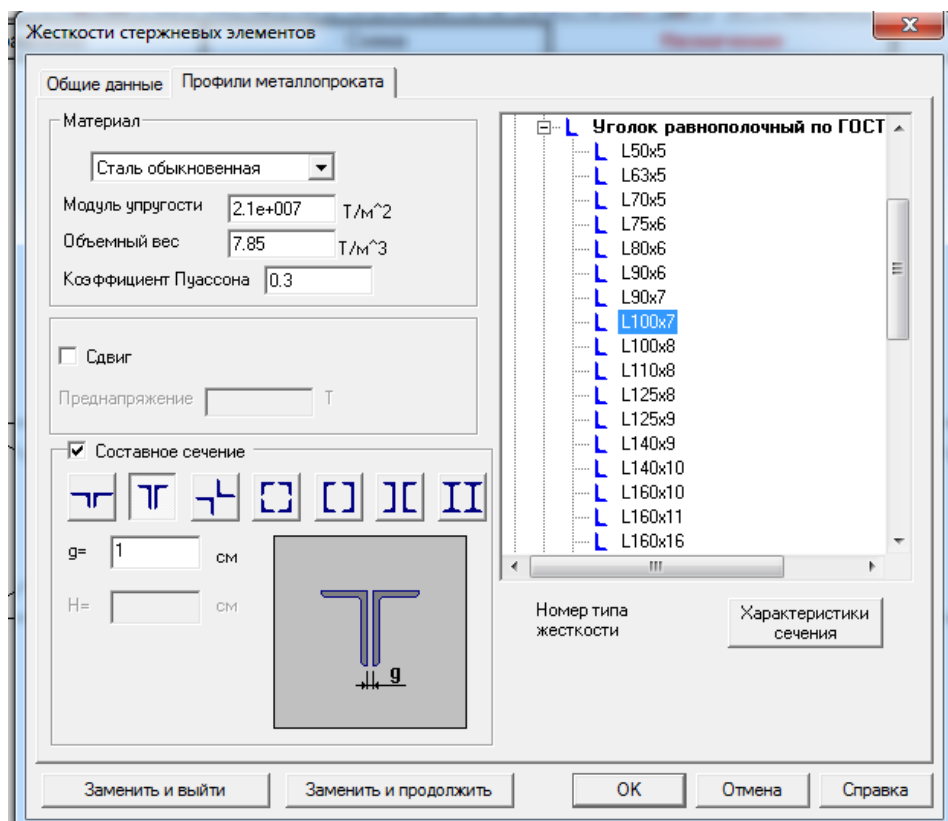 Жесткости стержневых элементов
Общие данные
Профили металлопроката
Материал
Сталь обыкновенная
Модуль упругости 2.1e+007 Т/м^2
Объемный вес 7.85 Т/м^3
Коэффициент Пуассона 0.3
Сдвиг
Преднапряжение Т
Составное сечение
g= 1 см
H= см
g
Уголок равнополочный по ГОСТ
L50x5
L63x5
L70x5
L75x6
L80x6
L90x6
L90x7
L100x7
L100x8
L110x8
L125x8
L125x9
L140x9
L140x10
L160x10
L160x11
L160x16
Номер типа
жесткости
Характеристики
сечения
Заменить и выйти
Заменить и продолжить
OK
Отмена
Справка